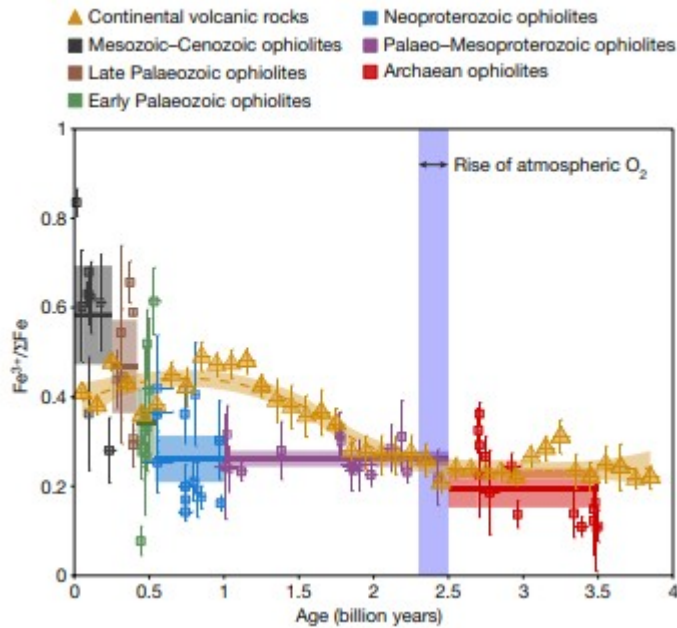 Continental volcanic rocks
Mesozoic–Cenozoic ophiolites
Late Palaeozoic ophiolites
Early Palaeozoic ophiolites
Neoproterozoic ophiolites
Palaeo–Mesoproterozoic ophiolites
Archaean ophiolites
Rise of atmospheric O₂
Fe³⁺/ΣFe
1
0.8
0.6
0.4
0.2
0
0 0.5 1 1.5 2 2.5 3 3.5 4
Age (billion years)